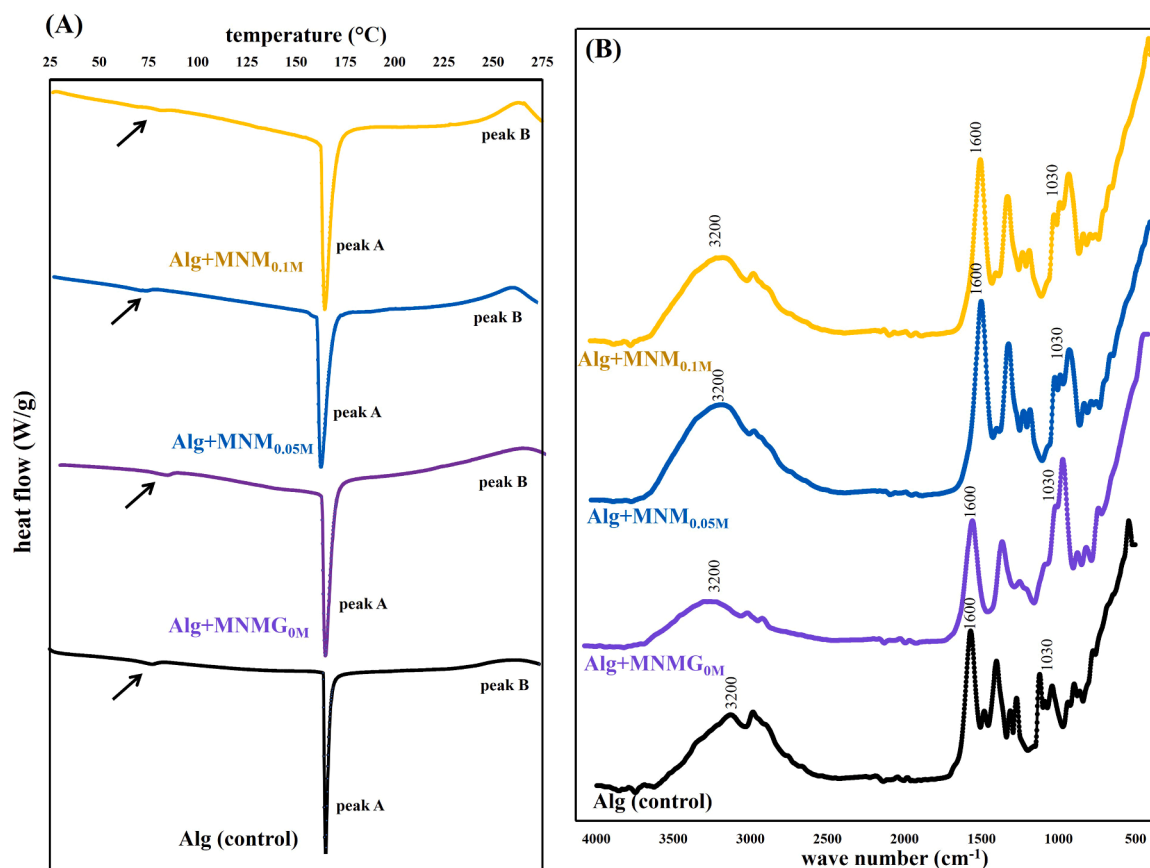 (A)
temperature (°C)
25 75 100 125 165 175 200 250 275
heat flow (W/g)
peak B
peak A
Alg+MNM0.1M
peak B
peak A
Alg+MNM0.05M
peak B
peak A
Alg+MNMG0M
peak B
peak A
Alg (control)
(B)
3200
1600
1030
Alg+MNM0.1M
3200
1600
1030
Alg+MNM0.05M
3200
1600
1030
Alg+MNMG0M
3200
1600
1030
Alg (control)
4000 3500 3000 2500 2000 1500 1000 500
wave number (cm-1)